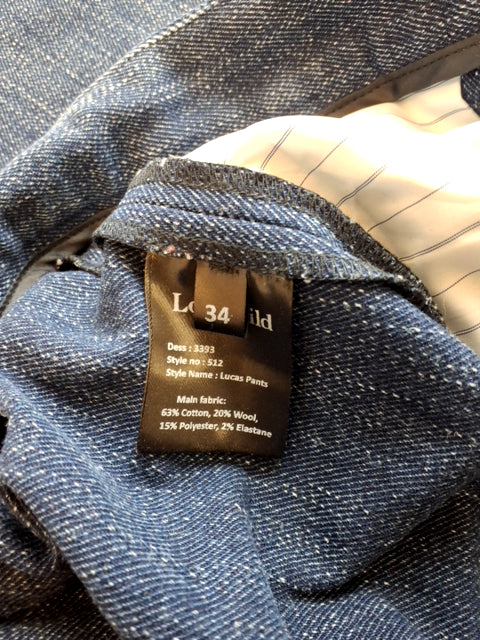 34
Dess : 3393
Style no : 512
Style Name : Lucas Pants
Main fabric:
63% Cotton, 20% Wool,
15% Polyester, 2% Elastane